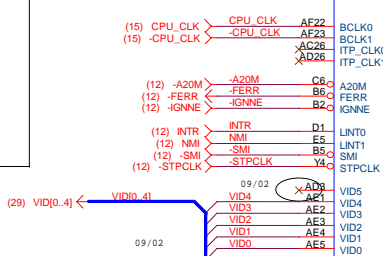 (15) CPU_CLK CPU_CLK AF22 BCLK0
(15) -CPU_CLK -CPU_CLK AF23 BCLK1
AC26 ITP_CLK0
AD26 ITP_CLK1
(12) -A20M -A20M C6 A20M
(12) -FERR -FERR B6 FERR
(12) -IGNNE -IGNNE B2 IGNNE
(12) INTR INTR D1 LINT0
(12) NMI NMI E5 LINT1
(12) -SMI -SMI B5 SMI
(12) -STPCLK -STPCLK Y4 STPCLK
09/02 AD3 VID5
(29) VID[0..4] VID[0..4] VID4 AE1 VID4
VID3 AE2 VID3
VID2 AE3 VID2
09/02 VID1 AE4 VID1
VID0 AE5 VID0